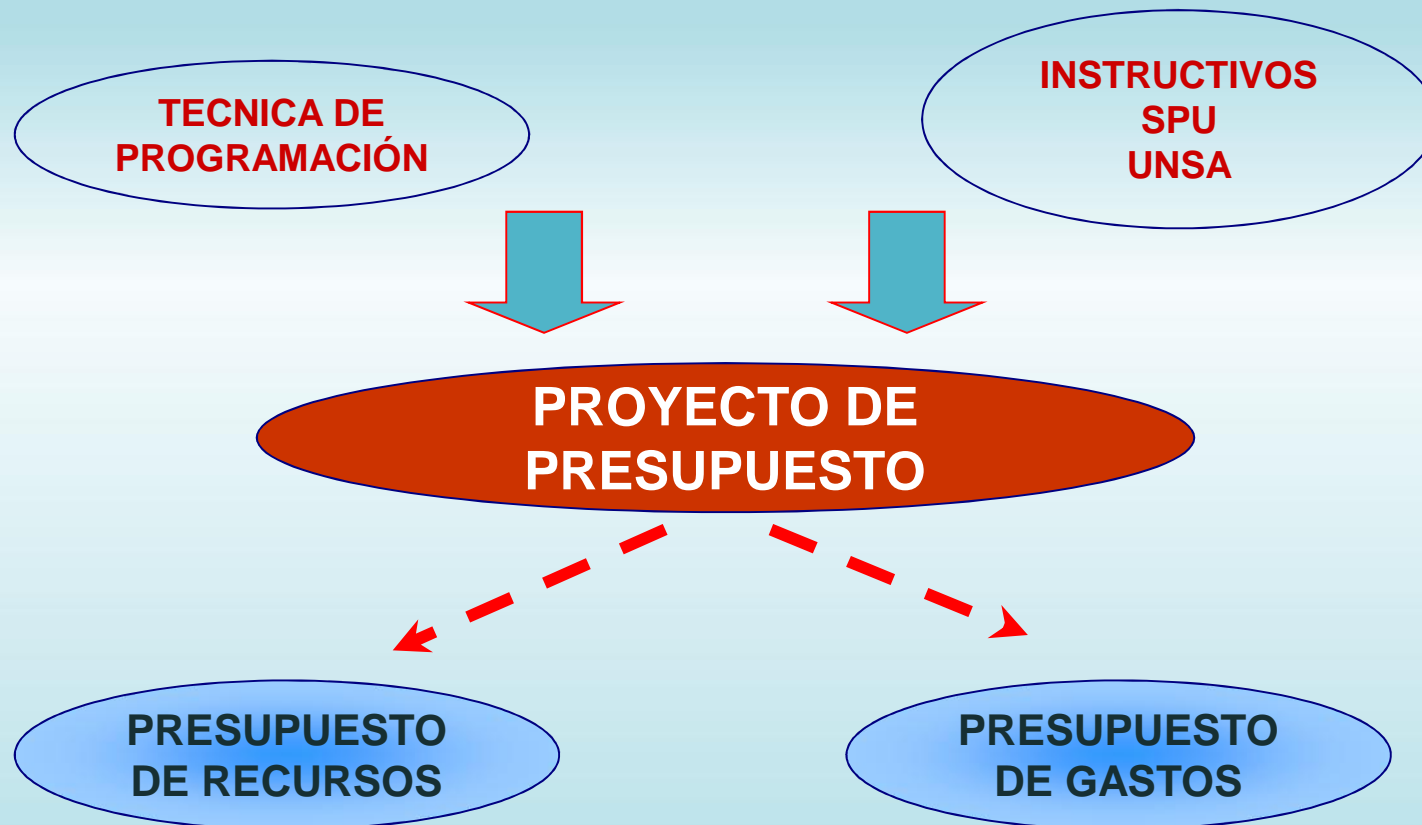 TECNICA DE
PROGRAMACIÓN
INSTRUCTIVOS
SPU
UNSA
PROYECTO DE
PRESUPUESTO
PRESUPUESTO
DE RECURSOS
PRESUPUESTO
DE GASTOS